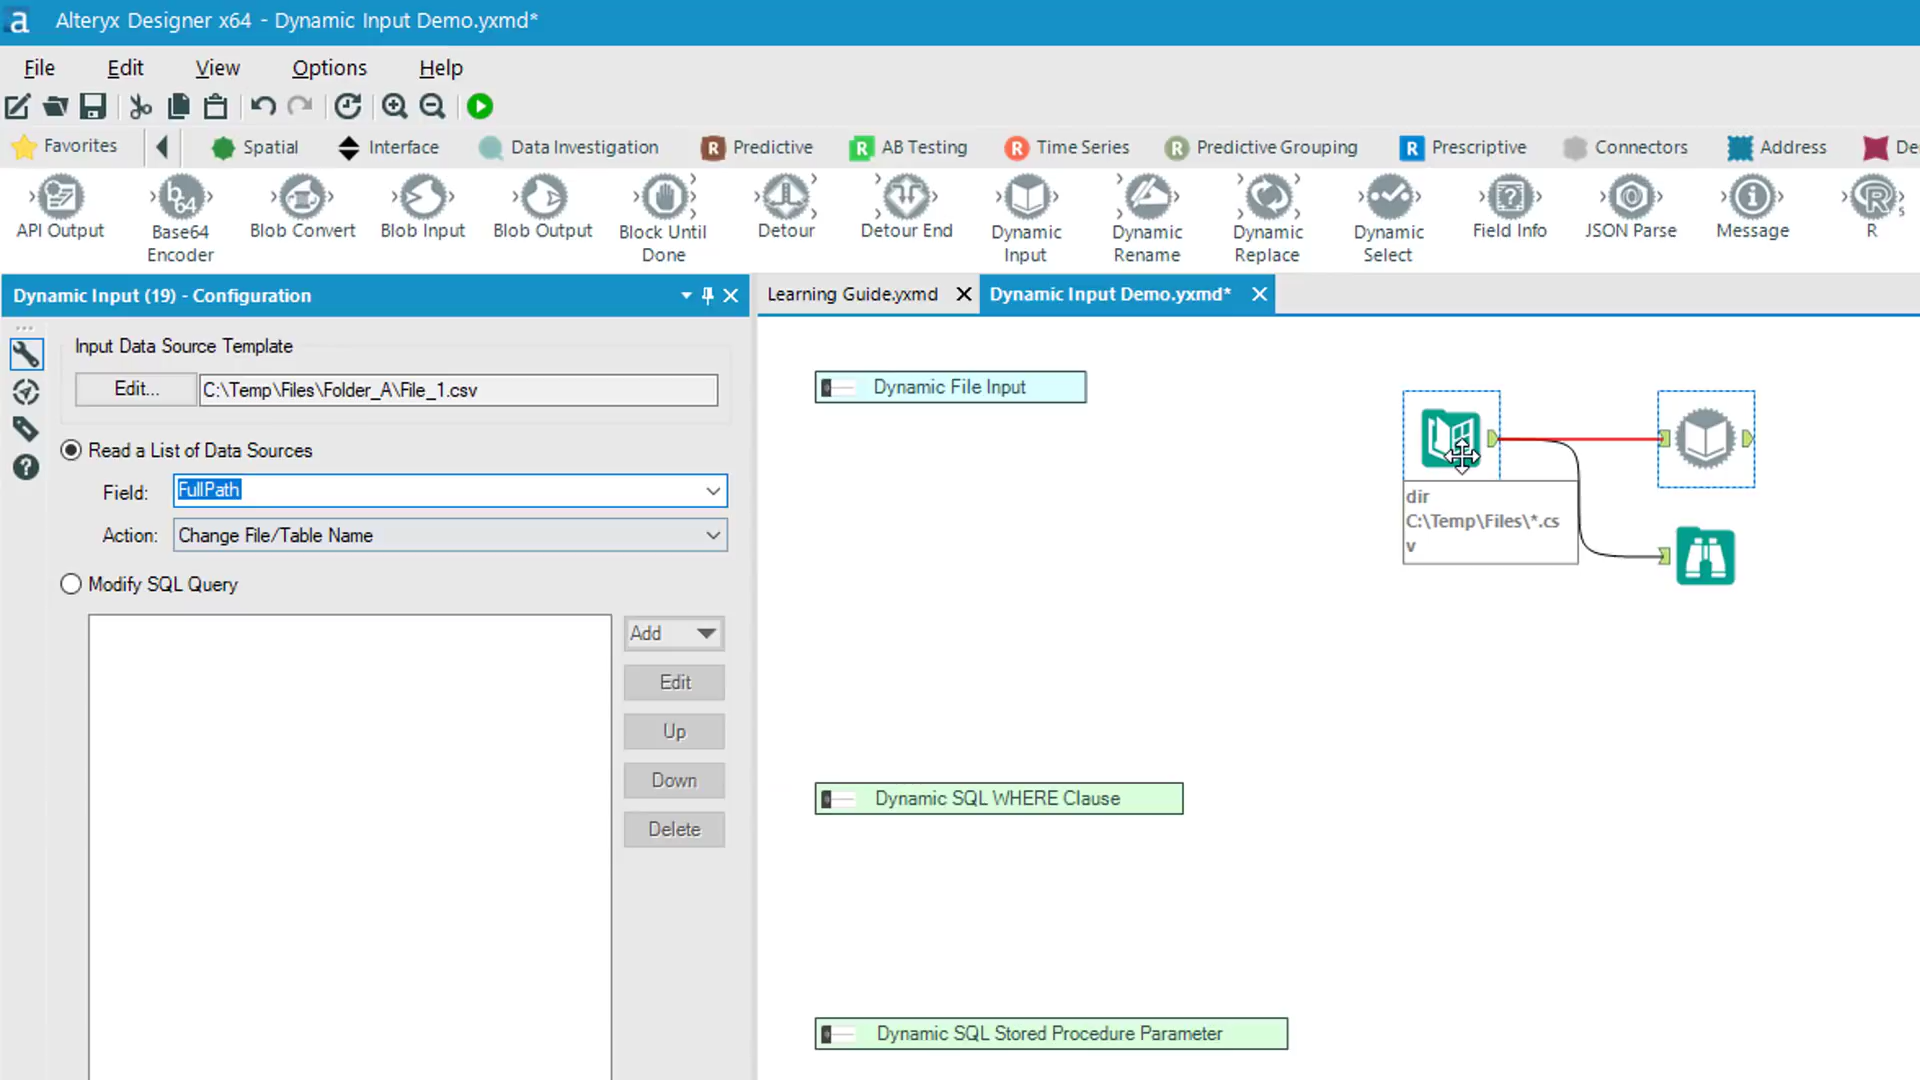 a Alteryx Designer x64 - Dynamic Input Demo.yxmd*
File Edit View Options Help
Favorites Spatial Interface Data Investigation R Predictive R AB Testing R Time Series R Predictive Grouping R Prescriptive Connectors Address De
API Output
b64 Base64
Encoder
Blob Convert
Blob Input
Blob Output
Block Until
Done
Detour
Detour End
Dynamic
Input
Dynamic
Rename
Dynamic
Replace
Dynamic
Select
? Field Info
JSON Parse
i Message
R R
Dynamic Input (19) - Configuration
Learning Guide.yxmd
Dynamic Input Demo.yxmd*
Input Data Source Template
Edit... C:\Temp\Files\Folder_A\File_1.csv
Read a List of Data Sources
Field: FullPath
Action: Change File/Table Name
Modify SQL Query
Add
Edit
Up
Down
Delete
Dynamic File Input
dir
C:\Temp\Files\*.cs
v
Dynamic SQL WHERE Clause
Dynamic SQL Stored Procedure Parameter